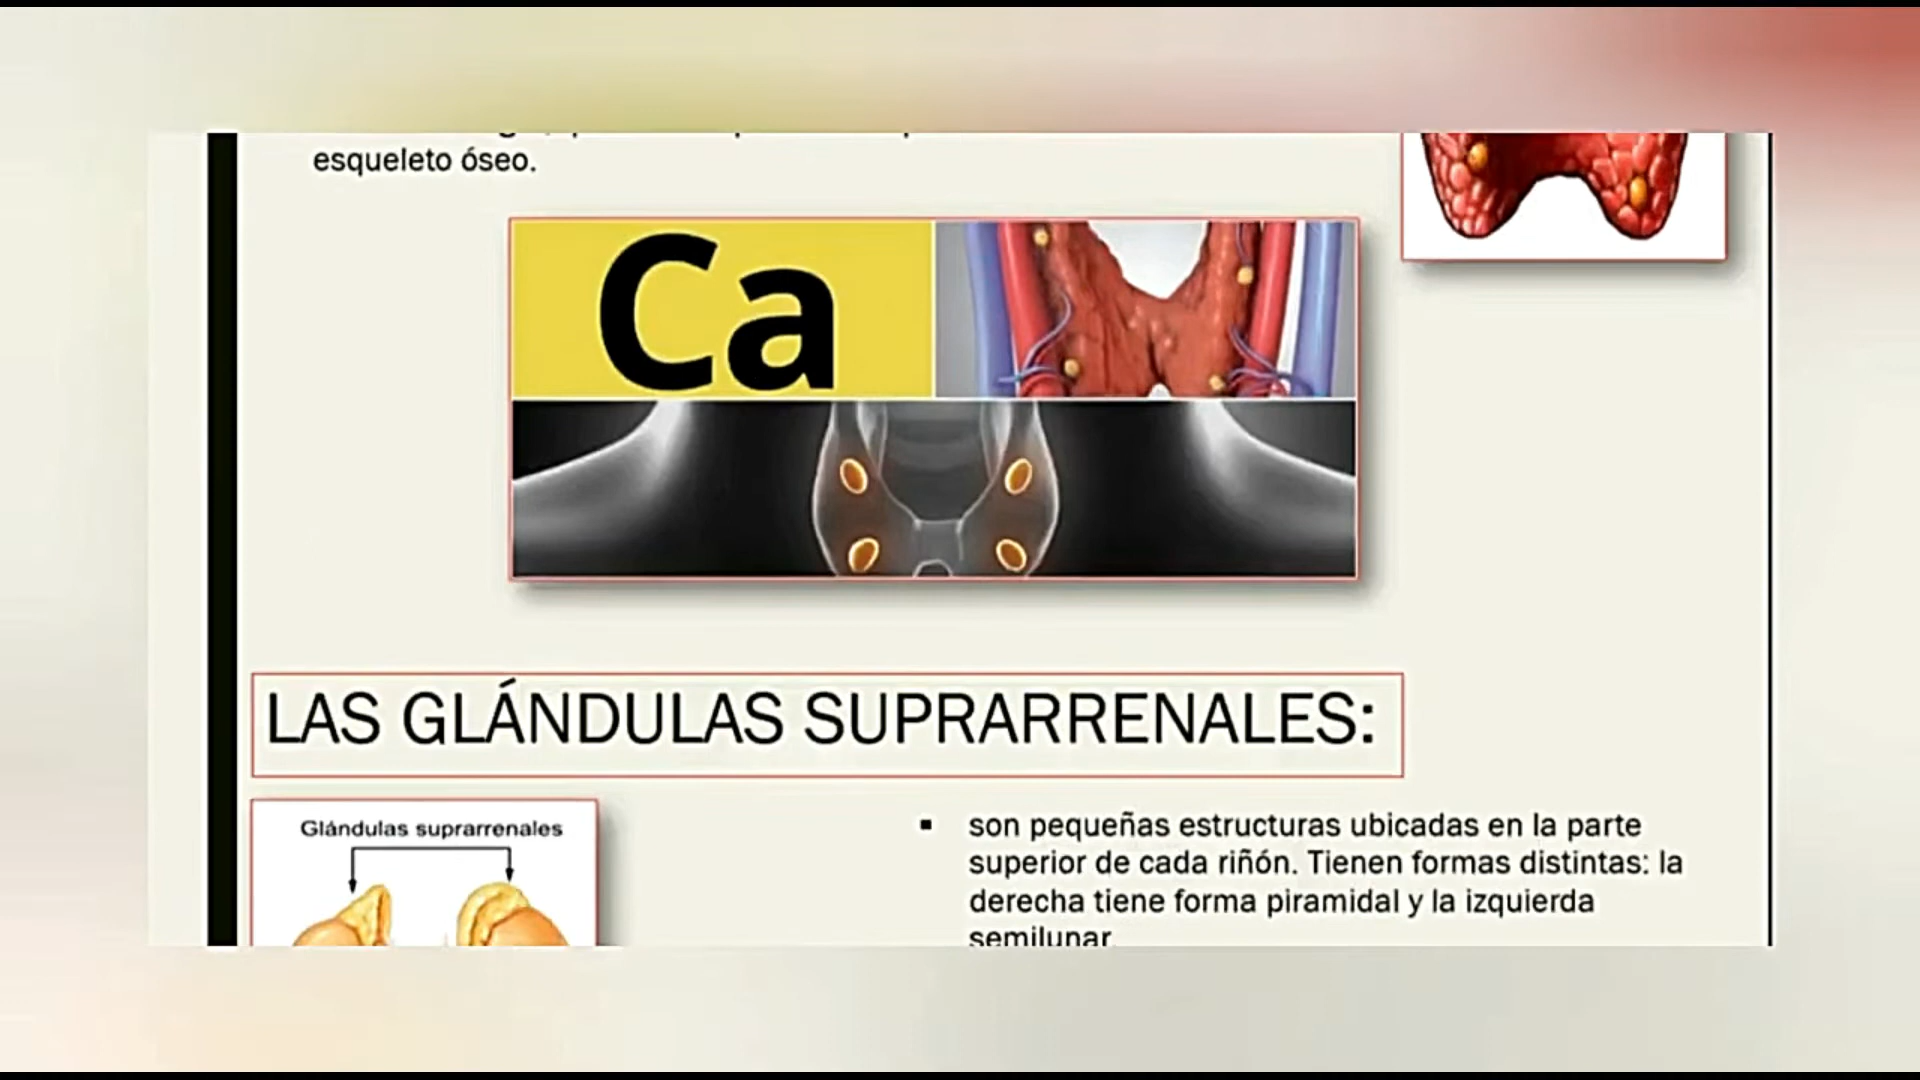 esqueleto óseo.
Ca
LAS GLÁNDULAS SUPRARRENALES:
Glándulas suprarrenales
▪ son pequeñas estructuras ubicadas en la parte
superior de cada riñón. Tienen formas distintas: la
derecha tiene forma piramidal y la izquierda
semilunar.